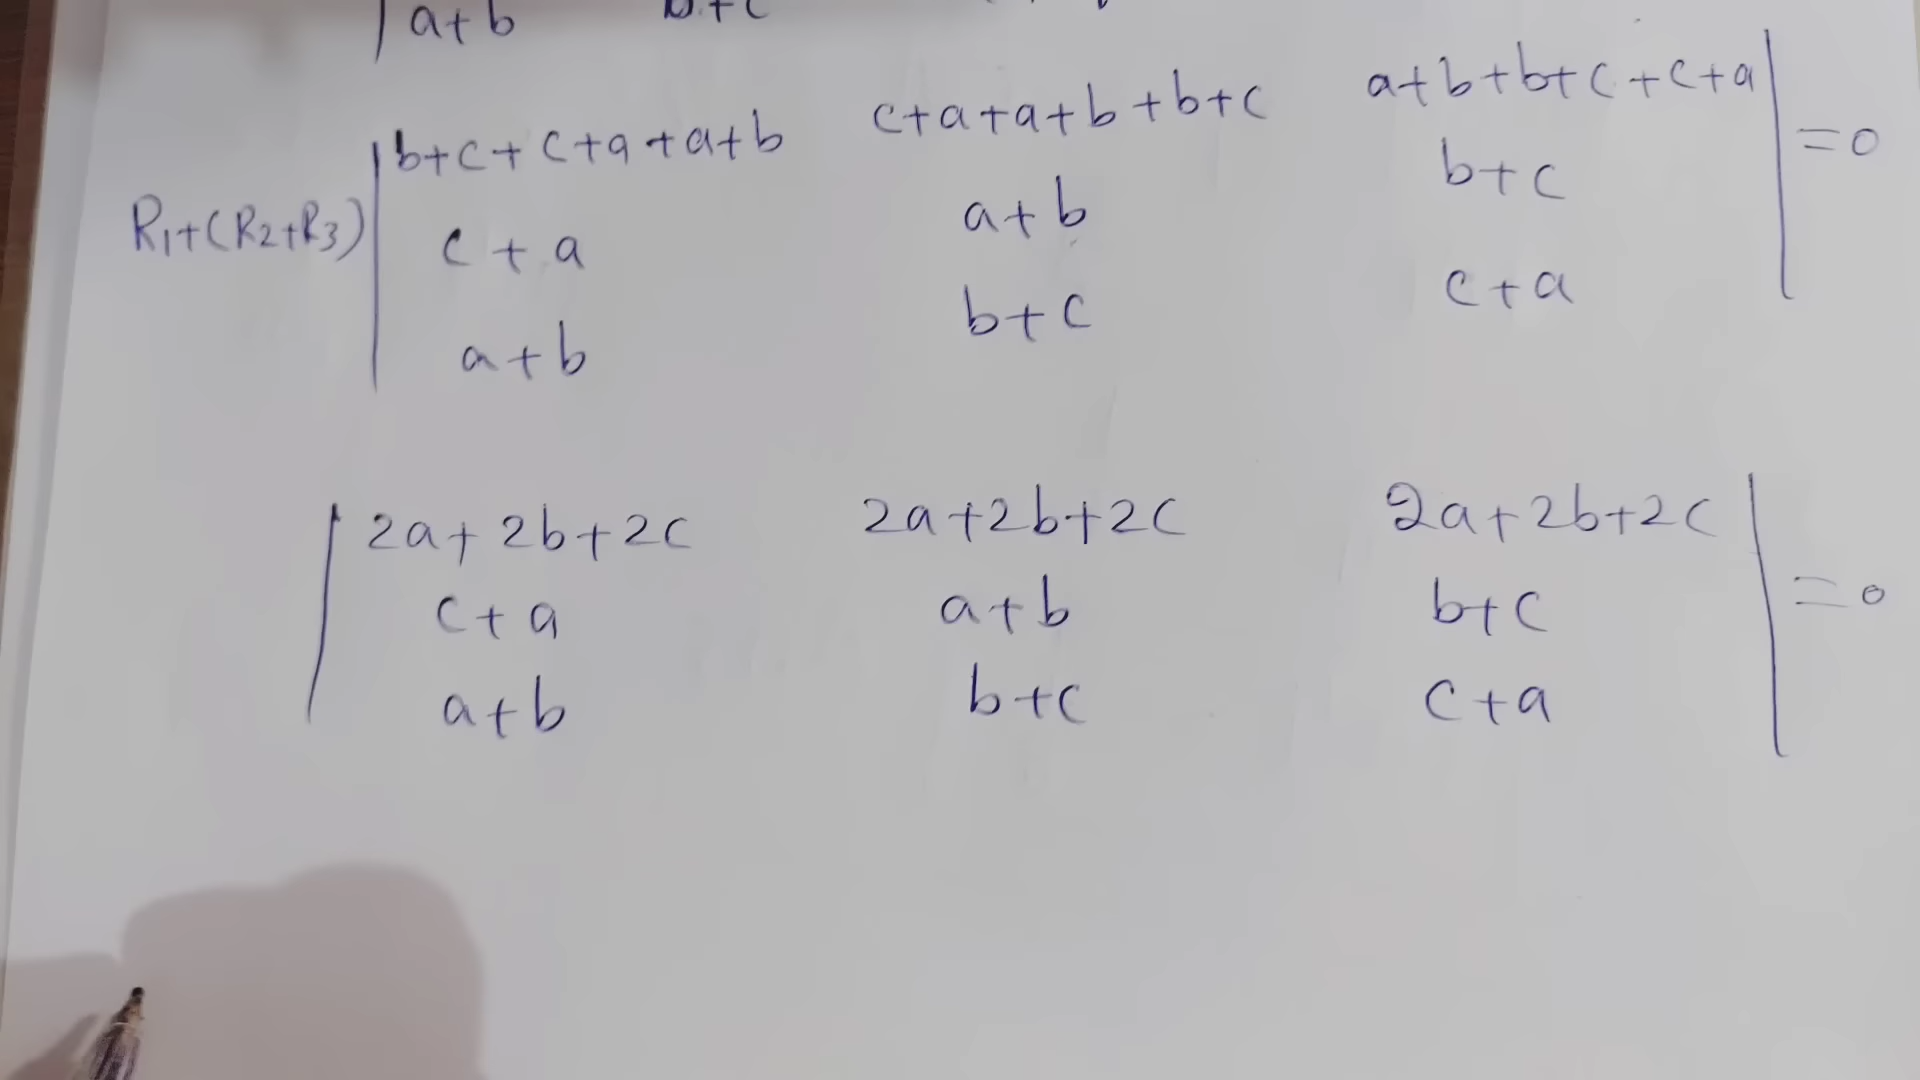 a+b b+c
b+c+c+a+a+b c+a+a+b+b+c a+b+b+c+c+a =0
R1+(R2+R3) c+a a+b b+c
a+b b+c c+a
2a+2b+2c 2a+2b+2c 2a+2b+2c
c+a a+b b+c =0
a+b b+c c+a